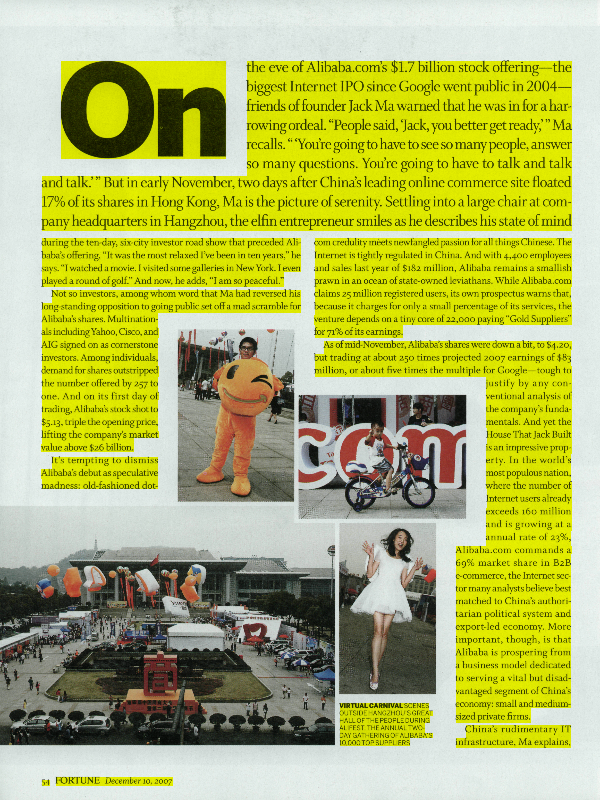 On
the eve of Alibaba.com's $1.7 billion stock offering—the
biggest Internet IPO since Google went public in 2004—
friends of founder Jack Ma warned that he was in for a har-
rowing ordeal. "People said, 'Jack, you better get ready,'" Ma
recalls. "'You're going to have to see so many people, answer
so many questions. You're going to have to talk and talk
and talk.'" But in early November, two days after China's leading online commerce site floated
17% of its shares in Hong Kong, Ma is the picture of serenity. Settling into a large chair at com-
pany headquarters in Hangzhou, the elfin entrepreneur smiles as he describes his state of mind
during the ten-day, six-city investor road show that preceded Ali-
baba's offering. "It was the most relaxed I've been in ten years," he
says. "I watched a movie. I visited some galleries in New York. I even
played a round of golf." And now, he adds, "I am so peaceful."
Not so investors, among whom word that Ma had reversed his
long-standing opposition to going public set off a mad scramble for
Alibaba's shares. Multination-
als including Yahoo, Cisco, and
AIG signed on as cornerstone
investors. Among individuals,
demand for shares outstripped
the number offered by 257 to
one. And on its first day of
trading, Alibaba's stock shot to
$5.13, triple the opening price,
lifting the company's market
value above $26 billion.
It's tempting to dismiss
Alibaba's debut as speculative
madness: old-fashioned dot-
com credulity meets newfangled passion for all things Chinese. The
Internet is tightly regulated in China. And with 4,400 employees
and sales last year of $182 million, Alibaba remains a smallish
prawn in an ocean of state-owned leviathans. While Alibaba.com
claims 25 million registered users, its own prospectus warns that,
because it charges for only a small percentage of its services, the
venture depends on a tiny core of 22,000 paying "Gold Suppliers"
for 71% of its earnings.
As of mid-November, Alibaba's shares were down a bit, to $4.20,
but trading at about 250 times projected 2007 earnings of $83
million, or about five times the multiple for Google—tough to
justify by any con-
ventional analysis of
the company's funda-
mentals. And yet the
House That Jack Built
is an impressive prop-
erty. In the world's
most populous nation,
where the number of
Internet users already
exceeds 160 million
and is growing at a
annual rate of 23%,
Alibaba.com commands a
69% market share in B2B
e-commerce, the Internet sec-
tor many analysts believe best
matched to China's authori-
tarian political system and
export-led economy. More
important, though, is that
Alibaba is prospering from
a business model dedicated
to serving a vital but disad-
vantaged segment of China's
economy: small and medium-
sized private firms.
China's rudimentary IT
infrastructure, Ma explains,
com
VIRTUAL CARNIVAL SCENES
OUTSIDE HANGZHOU'S GREAT
HALL OF THE PEOPLE DURING
ALIFEST, THE ANNUAL TWO-
DAY GATHERING OF ALIBABA'S
10,000 TOP SUPPLIERS
54 FORTUNE December 10, 2007